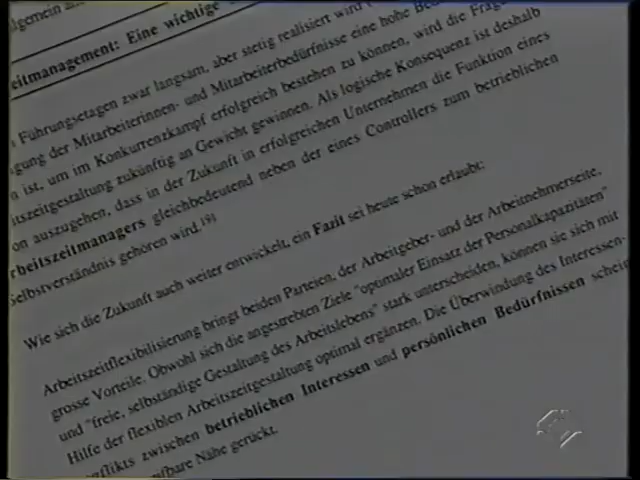 lgemein
eitmanagement: Eine wichtige
Führungsetagen zwar langsam, aber stetig realisiert wird
gung der Mitarbeiterinnen- und Mitarbeiterbedürfnisse eine hohe
n ist, um im Konkurrenzkampf erfolgreich bestehen zu können, wird die Frag
itszeitgestaltung zukünftig an Gewicht gewinnen. Als logische Konsequenz ist deshalb
on auszugehen, dass in der Zukunft in erfolgreichen Unternehmen die Funktion eines
rbeitszeitmanagers gleichbedeutend neben der eines Controllers zum betrieblichen
Selbstverständnis gehören wird.
Wie sich die Zukunft auch weiter entwickelt, ein Fazit sei heute schon erlaubt:
Arbeitszeitflexibilisierung bringt beiden Parteien, der Arbeitgeber- und der Arbeitnehmerseite,
grosse Vorteile. Obwohl sich die angestrebten Ziele "optimaler Einsatz der Personalkapazitäten"
und "freie, selbständige Gestaltung des Arbeitslebens" stark unterscheiden, können sie sich mit
Hilfe der flexiblen Arbeitszeitgestaltung optimal ergänzen. Die Überwindung des Interessen-
nflikts zwischen betrieblichen Interessen und persönlichen Bedürfnissen schein
fbare Nähe gerückt.